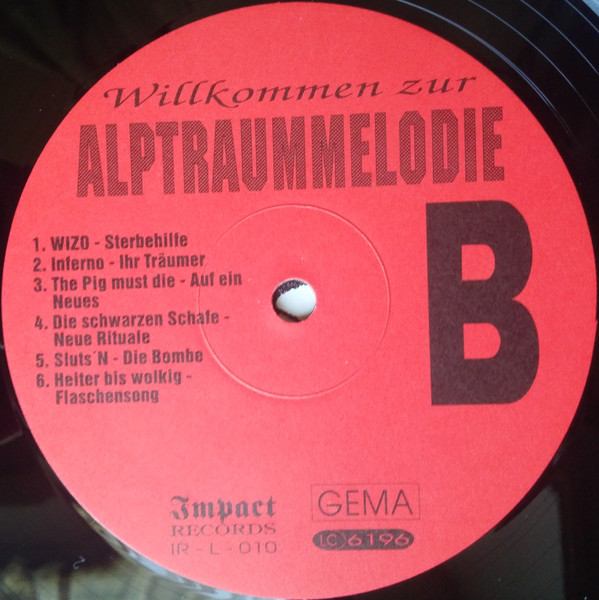 Willkommen zur
ALPTRAUMMELODIE
B
1. WIZO - Sterbehilfe
2. Inferno - Ihr Träumer
3. The Pig must die - Auf ein
Neues
4. Die schwarzen Schafe -
Neue Rituale
5. Sluts´N - Die Bombe
6. Heiter bis wolkig -
Flaschensong
Impact
RECORDS
IR - L - 010
GEMA
LC 6196